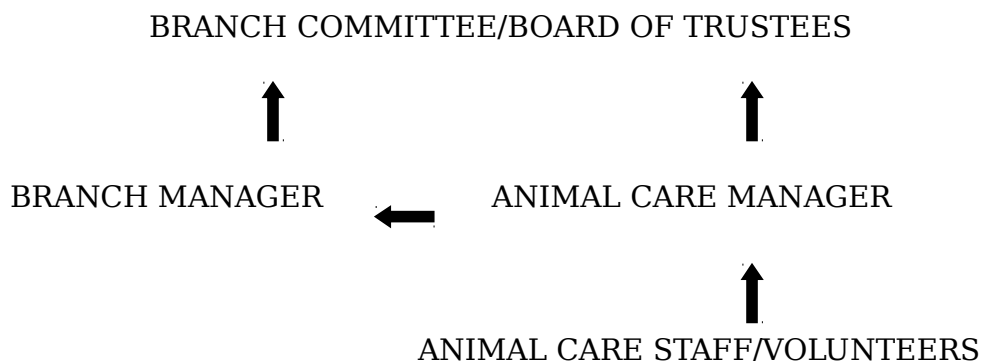 BRANCH COMMITTEE/BOARD OF TRUSTEES
BRANCH MANAGER
ANIMAL CARE MANAGER
ANIMAL CARE STAFF/VOLUNTEERS